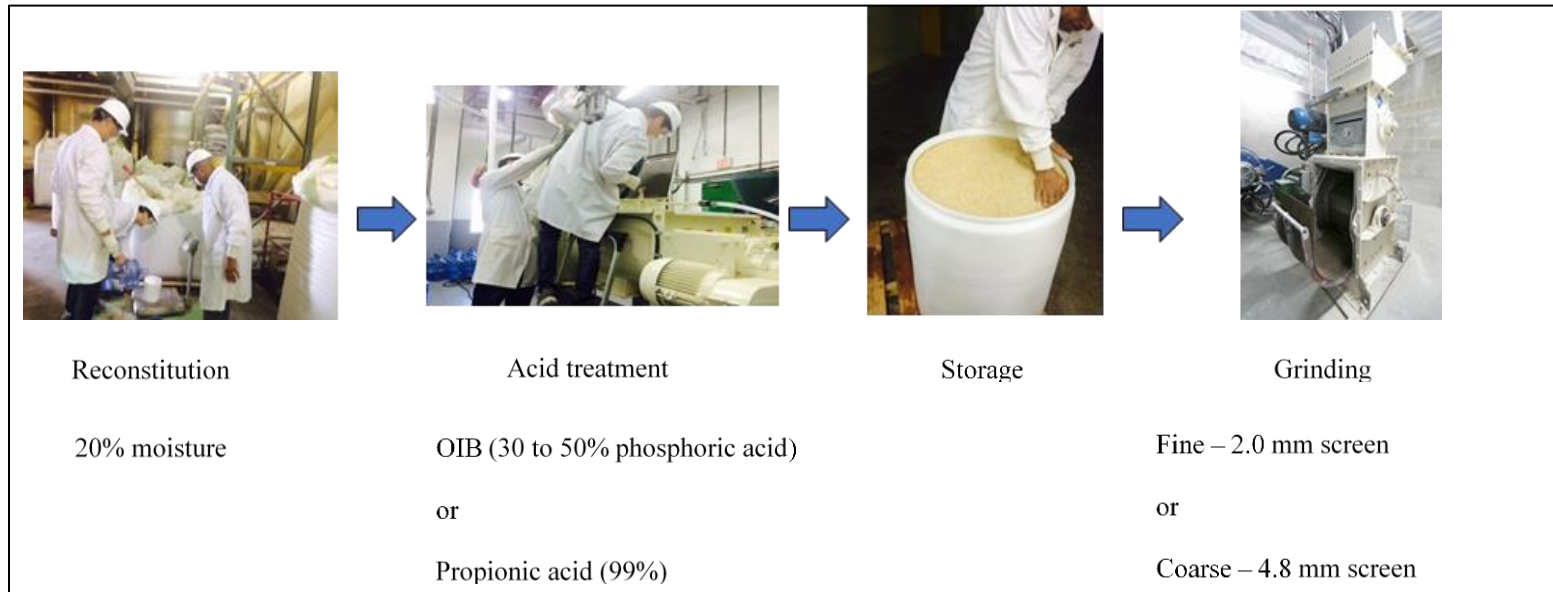 Reconstitution
20% moisture
Acid treatment
OIB (30 to 50% phosphoric acid)
or
Propionic acid (99%)
Storage
Grinding
Fine – 2.0 mm screen
or
Coarse – 4.8 mm screen